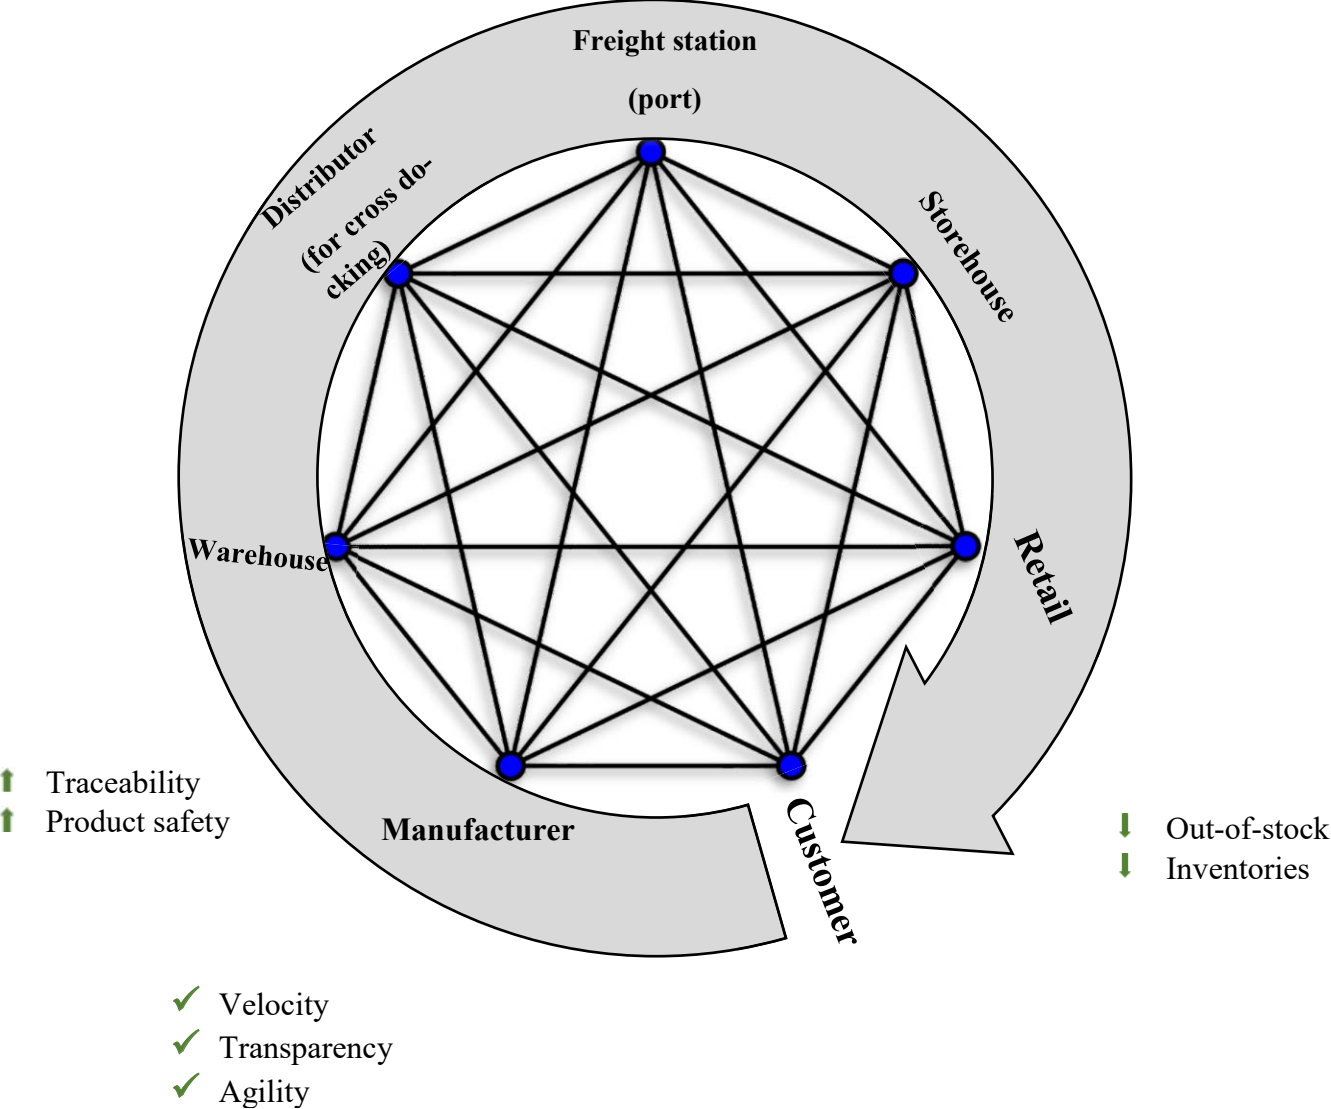 Freight station
(port)
Distributor
(for cross do-
cking)
Storehouse
Warehouse
Retail
Manufacturer
Customer
Traceability
Product safety
Out-of-stock
Inventories
Velocity
Transparency
Agility